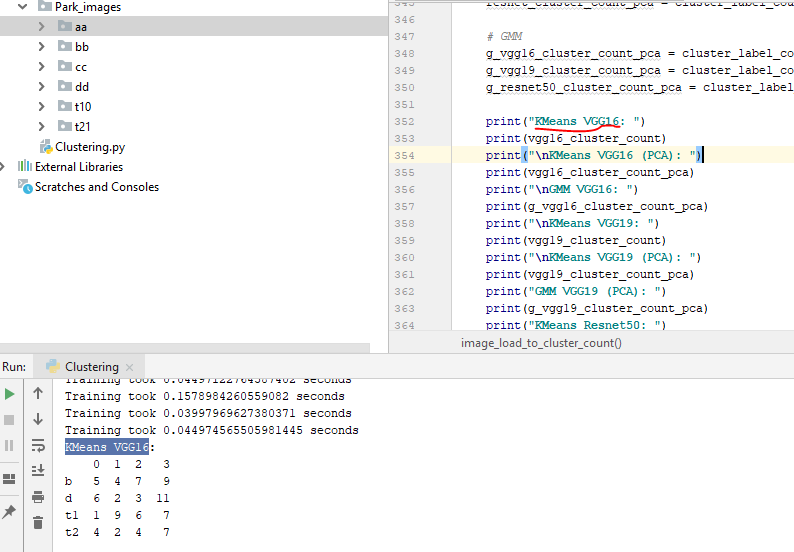 Park_images
aa
bb
cc
dd
t10
t21
Clustering.py
External Libraries
Scratches and Consoles
345 resnet_cluster_count_pca = cluster_label_cou
346
347 # GMM
348 g_vgg16_cluster_count_pca = cluster_label_co
349 g_vgg19_cluster_count_pca = cluster_label_co
350 g_resnet50_cluster_count_pca = cluster_label
351
352 print("KMeans VGG16: ")
353 print(vgg16_cluster_count)
354 print("\nKMeans VGG16 (PCA): ")
355 print(vgg16_cluster_count_pca)
356 print("\nGMM VGG16: ")
357 print(g_vgg16_cluster_count_pca)
358 print("\nKMeans VGG19: ")
359 print(vgg19_cluster_count)
360 print("\nKMeans VGG19 (PCA): ")
361 print(vgg19_cluster_count_pca)
362 print("GMM VGG19 (PCA): ")
363 print(g_vgg19_cluster_count_pca)
364 print("KMeans Resnet50: ")
image_load_to_cluster_count()
Run: Clustering
Training took 0.04497122764587402 seconds
Training took 0.1578984260559082 seconds
Training took 0.03997969627380371 seconds
Training took 0.044974565505981445 seconds
KMeans VGG16:
0 1 2 3
b 5 4 7 9
d 6 2 3 11
t1 1 9 6 7
t2 4 2 4 7